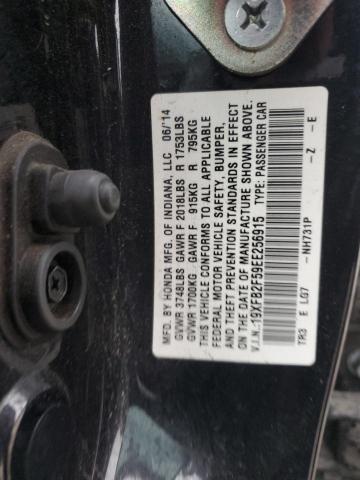 MFD. BY HONDA MFG. OF INDIANA, LLC 06/14
GVWR 3748LBS GAWR F 2018LBS R 1753LBS
GVWR 1700KG GAWR F 915KG R 795KG
THIS VEHICLE CONFORMS TO ALL APPLICABLE
FEDERAL MOTOR VEHICLE SAFETY, BUMPER,
AND THEFT PREVENTION STANDARDS IN EFFECT
ON THE DATE OF MANUFACTURE SHOWN ABOVE.
V.I.N.:19XFB2F59EE256915 TYPE: PASSENGER CAR
TR3 E LG7 -NH731P -Z -E